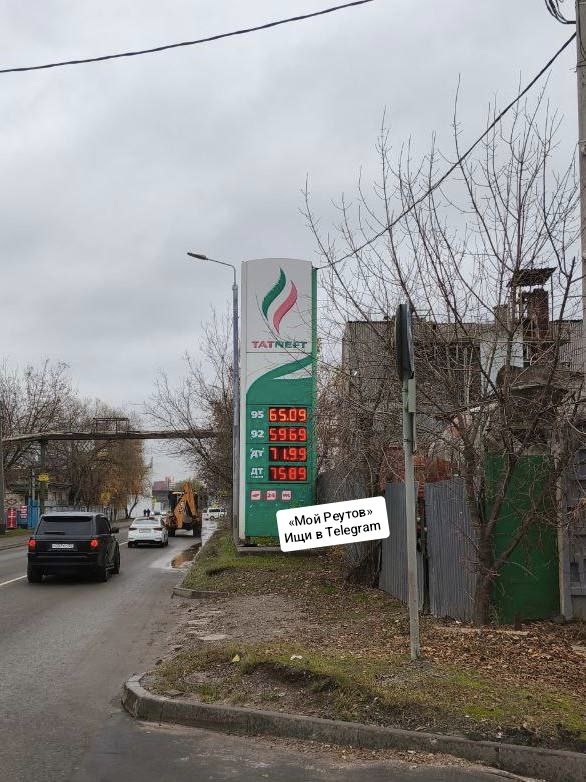 TATNEFT
95 65.09
92 59.69
ДТ 71.99
ДТ 75.89
24
«Мой Реутов»
Ищи в Telegram